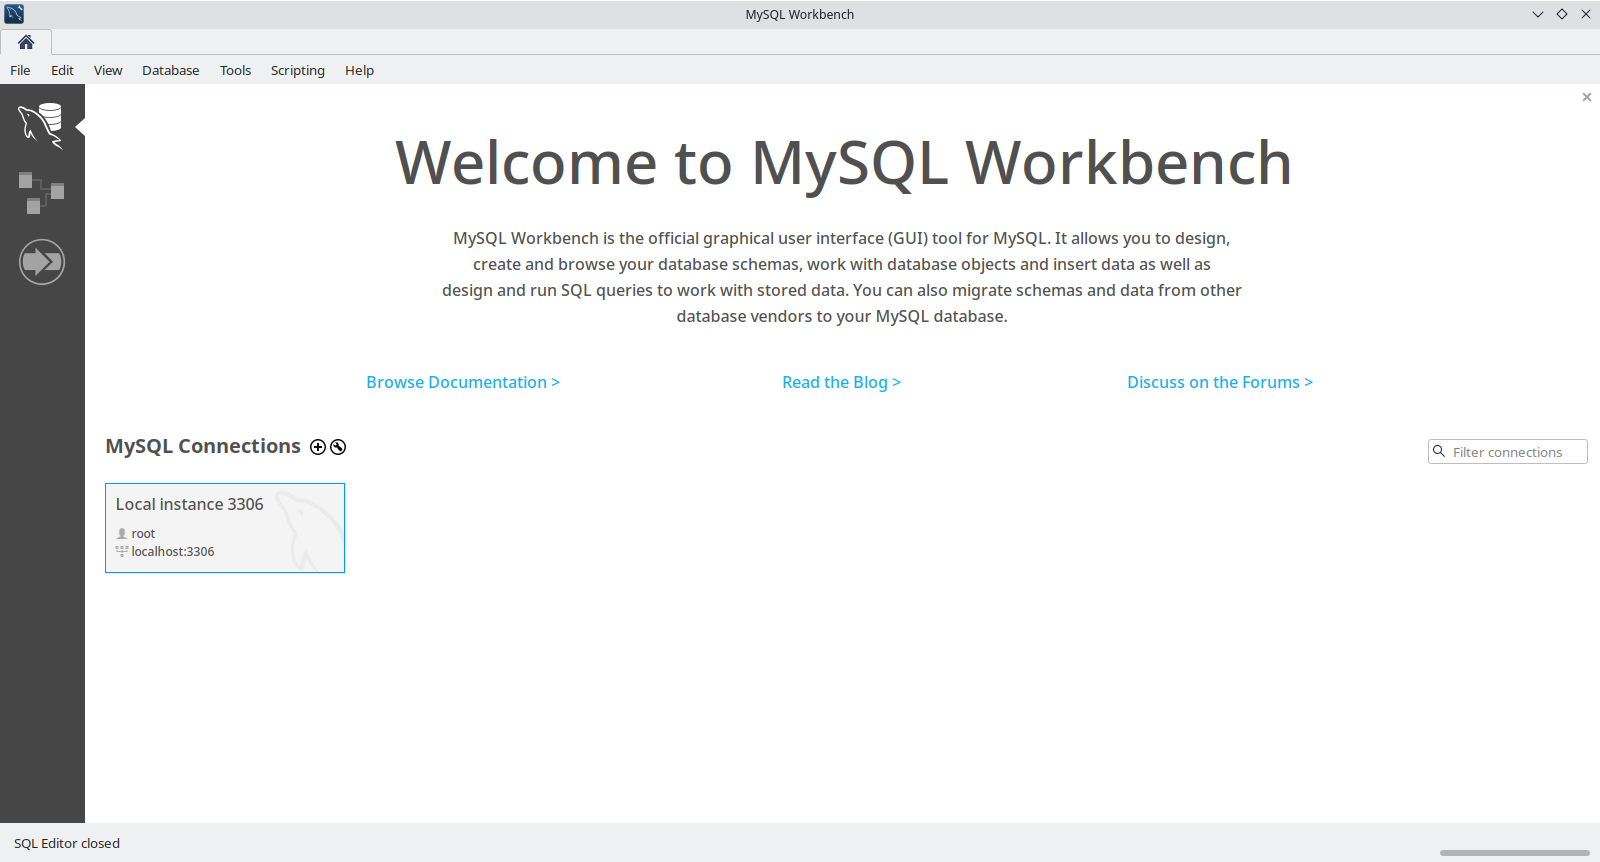 MySQL Workbench
File Edit View Database Tools Scripting Help
Welcome to MySQL Workbench
MySQL Workbench is the official graphical user interface (GUI) tool for MySQL. It allows you to design,
create and browse your database schemas, work with database objects and insert data as well as
design and run SQL queries to work with stored data. You can also migrate schemas and data from other
database vendors to your MySQL database.
Browse Documentation > Read the Blog > Discuss on the Forums >
MySQL Connections
Filter connections
Local instance 3306
root
localhost:3306
SQL Editor closed